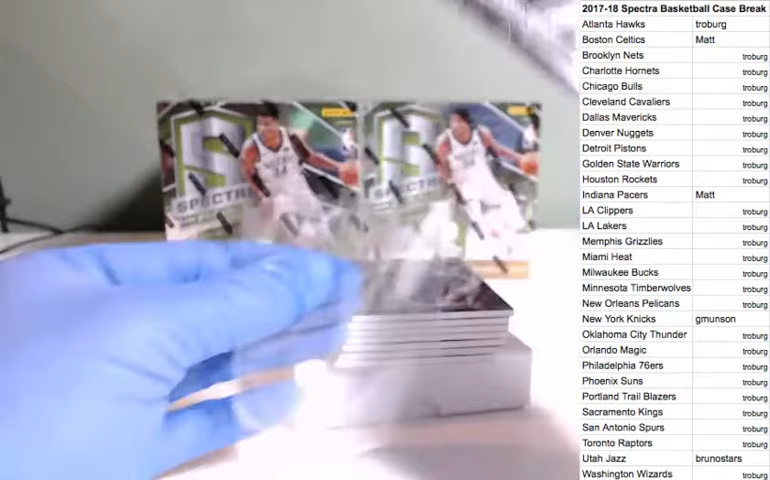 2017-18 Spectra Basketball Case Break
Atlanta Hawks troburg
Boston Celtics Matt
Brooklyn Nets troburg
Charlotte Hornets troburg
Chicago Bulls troburg
Cleveland Cavaliers troburg
Dallas Mavericks troburg
Denver Nuggets troburg
Detroit Pistons troburg
Golden State Warriors troburg
Houston Rockets troburg
Indiana Pacers Matt
LA Clippers troburg
LA Lakers troburg
Memphis Grizzlies troburg
Miami Heat troburg
Milwaukee Bucks troburg
Minnesota Timberwolves troburg
New Orleans Pelicans troburg
New York Knicks gmunson
Oklahoma City Thunder troburg
Orlando Magic troburg
Philadelphia 76ers troburg
Phoenix Suns troburg
Portland Trail Blazers troburg
Sacramento Kings troburg
San Antonio Spurs troburg
Toronto Raptors troburg
Utah Jazz brunostars
Washington Wizards troburg